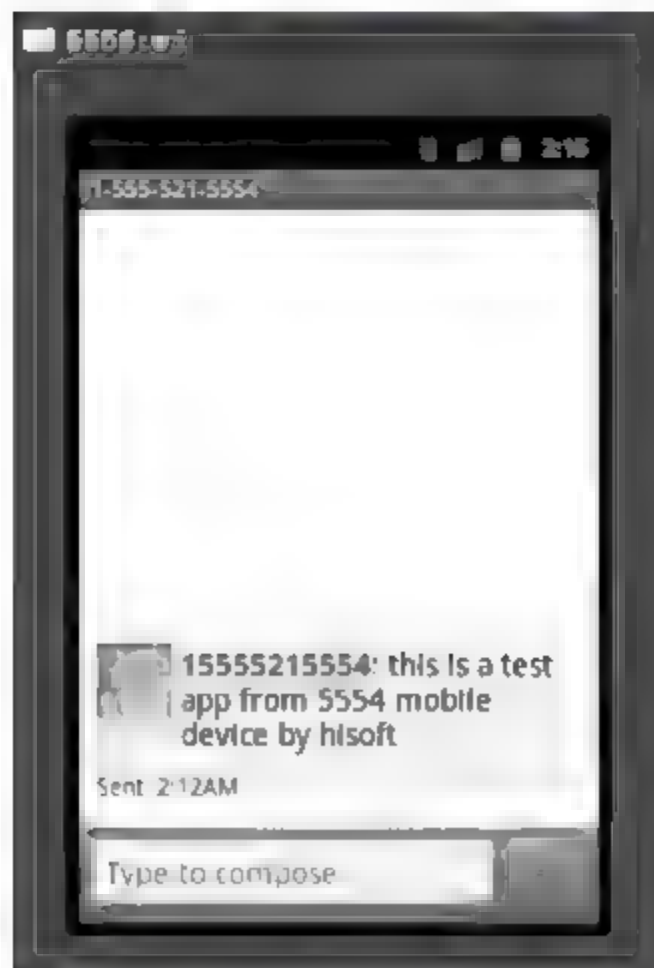 1-555-521-5554
15555215554: this is a test
app from 5554 mobile
device by hisoft
Sent 2:12AM
Type to compose